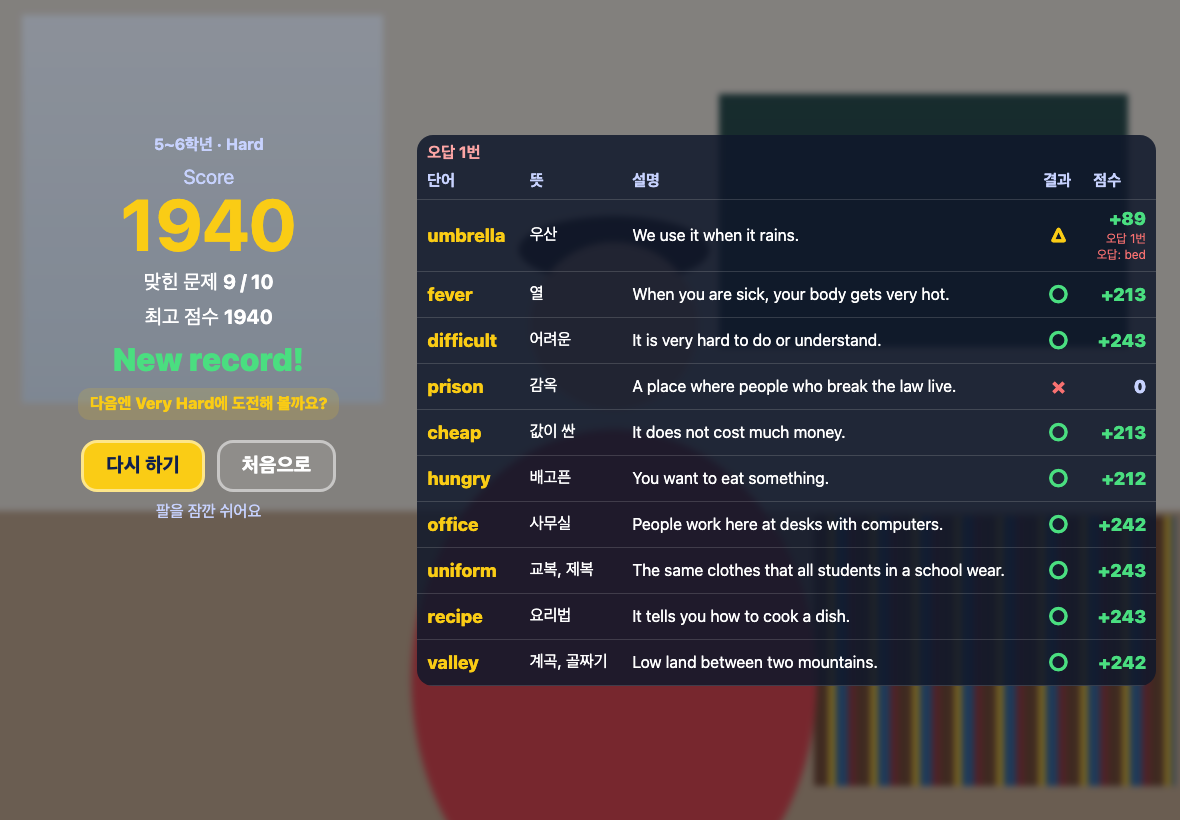 5~6학년 · Hard
Score
1940
맞힌 문제 9 / 10
최고 점수 1940
New record!
다음엔 Very Hard에 도전해 볼까요?
다시 하기 처음으로
팔을 잠깐 쉬어요
오답 1번
단어 뜻 설명 결과 점수
umbrella 우산 We use it when it rains. +89
오답 1번
오답: bed
fever 열 When you are sick, your body gets very hot. +213
difficult 어려운 It is very hard to do or understand. +243
prison 감옥 A place where people who break the law live. 0
cheap 값이 싼 It does not cost much money. +213
hungry 배고픈 You want to eat something. +212
office 사무실 People work here at desks with computers. +242
uniform 교복, 제복 The same clothes that all students in a school wear. +243
recipe 요리법 It tells you how to cook a dish. +243
valley 계곡, 골짜기 Low land between two mountains. +242